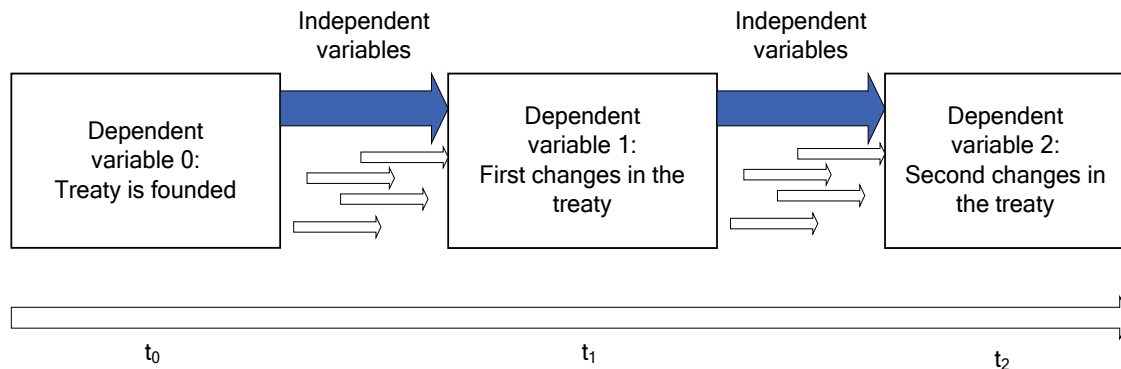 Independent
variables
Independent
variables
Dependent
variable 0:
Treaty is founded
Dependent
variable 1:
First changes in the
treaty
Dependent
variable 2:
Second changes in
the treaty
t₀
t₁
t₂